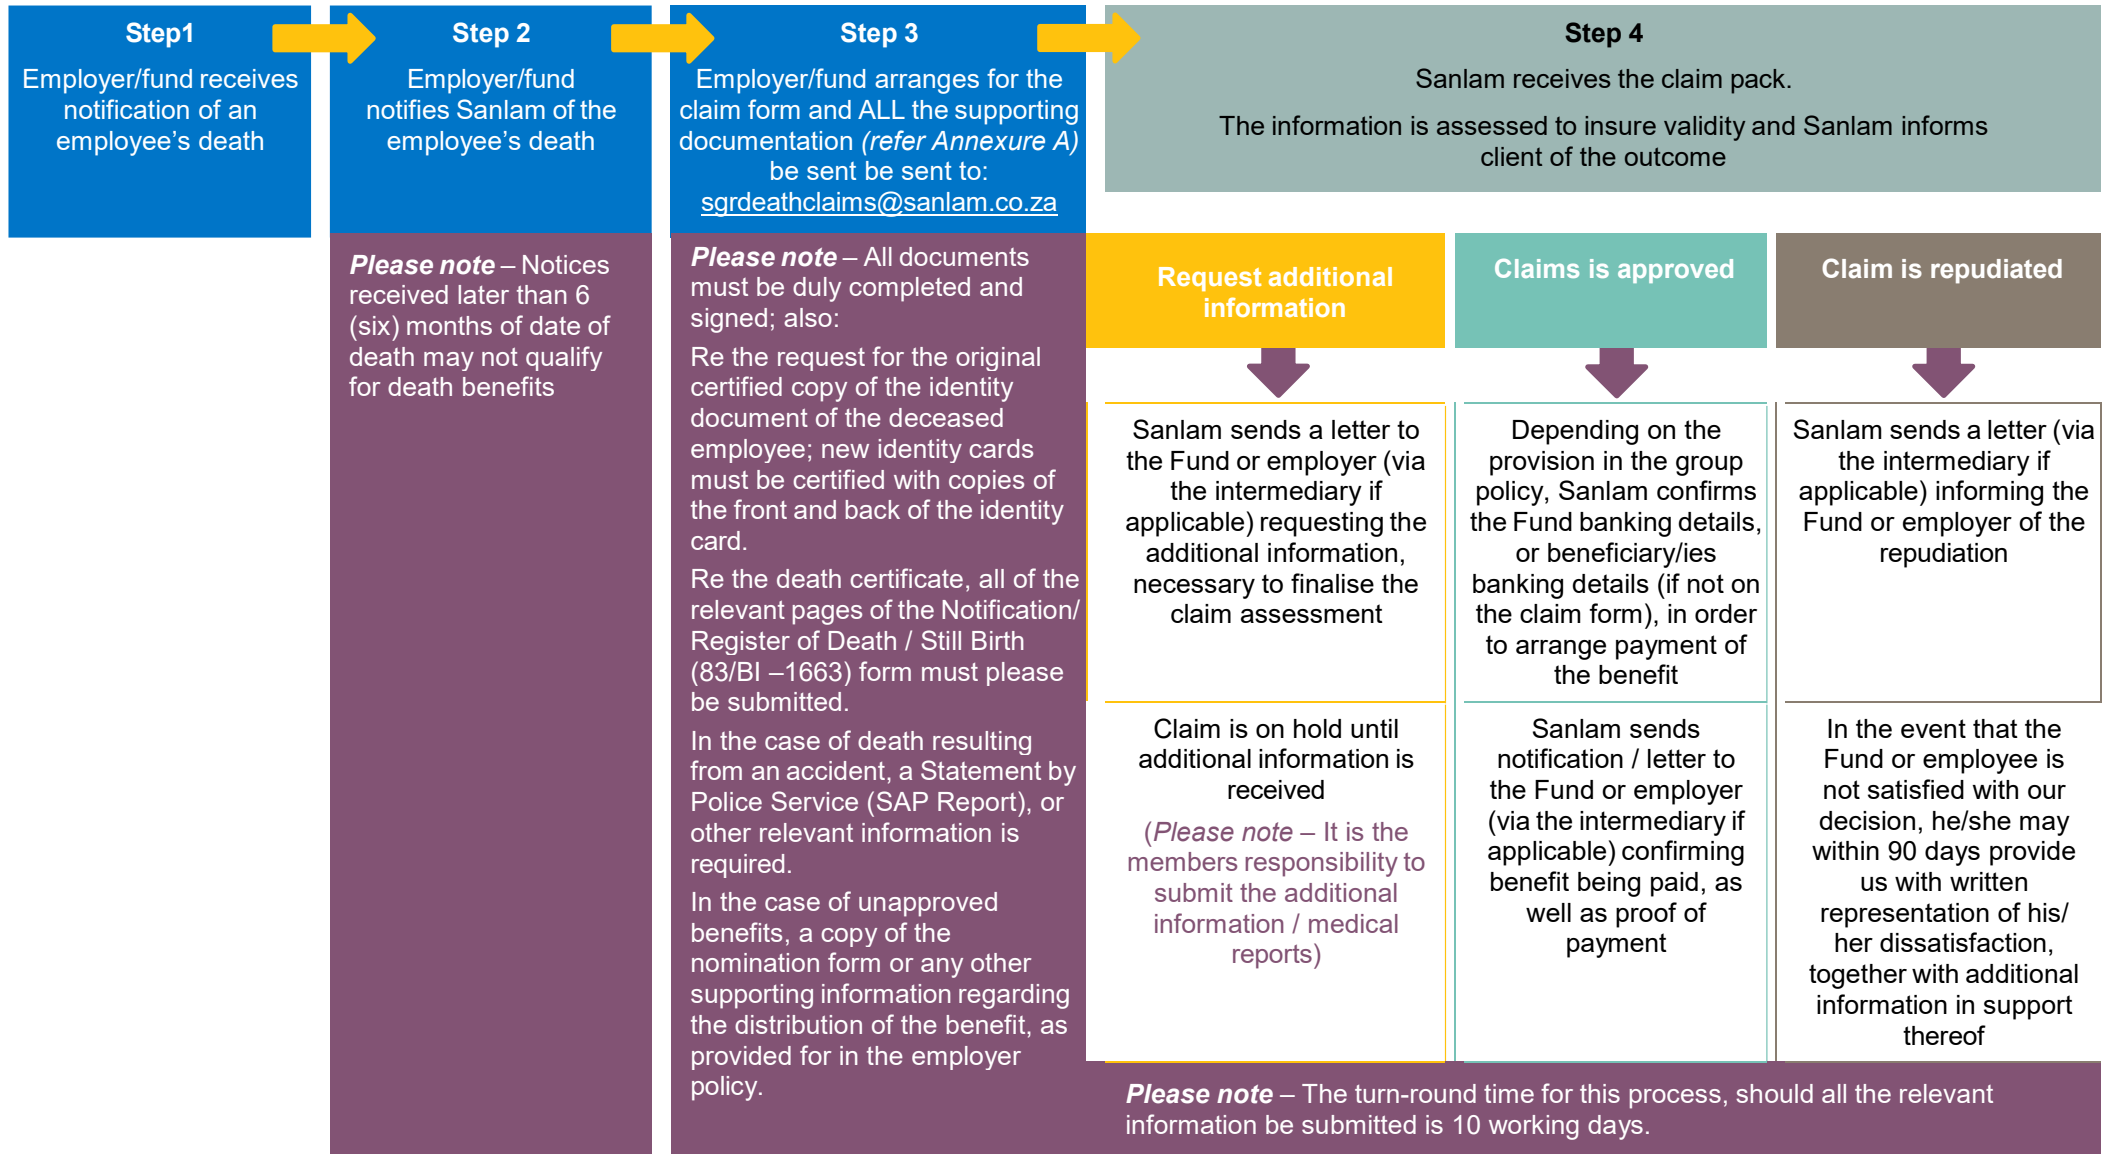 Step1
Employer/fund receives
notification of an
employee’s death
Step 2
Employer/fund
notifies Sanlam of the
employee’s death
Please note – Notices
received later than 6
(six) months of date of
death may not qualify
for death benefits
Step 3
Employer/fund arranges for the
claim form and ALL the supporting
documentation (refer Annexure A)
be sent be sent to:
sgrdeathclaims@sanlam.co.za
Please note – All documents
must be duly completed and
signed; also:
Re the request for the original
certified copy of the identity
document of the deceased
employee; new identity cards
must be certified with copies of
the front and back of the identity
card.
Re the death certificate, all of the
relevant pages of the Notification/
Register of Death / Still Birth
(83/BI –1663) form must please
be submitted.
In the case of death resulting
from an accident, a Statement by
Police Service (SAP Report), or
other relevant information is
required.
In the case of unapproved
benefits, a copy of the
nomination form or any other
supporting information regarding
the distribution of the benefit, as
provided for in the employer
policy.
Step 4
Sanlam receives the claim pack.
The information is assessed to insure validity and Sanlam informs
client of the outcome
Request additional
information
Sanlam sends a letter to
the Fund or employer (via
the intermediary if
applicable) requesting the
additional information,
necessary to finalise the
claim assessment
Claim is on hold until
additional information is
received
(Please note – It is the
members responsibility to
submit the additional
information / medical
reports)
Claims is approved
Depending on the
provision in the group
policy, Sanlam confirms
the Fund banking details,
or beneficiary/ies
banking details (if not on
the claim form), in order
to arrange payment of
the benefit
Sanlam sends
notification / letter to
the Fund or employer
(via the intermediary if
applicable) confirming
benefit being paid, as
well as proof of
payment
Claim is repudiated
Sanlam sends a letter (via
the intermediary if
applicable) informing the
Fund or employer of the
repudiation
In the event that the
Fund or employee is
not satisfied with our
decision, he/she may
within 90 days provide
us with written
representation of his/
her dissatisfaction,
together with additional
information in support
thereof
Please note – The turn-round time for this process, should all the relevant
information be submitted is 10 working days.